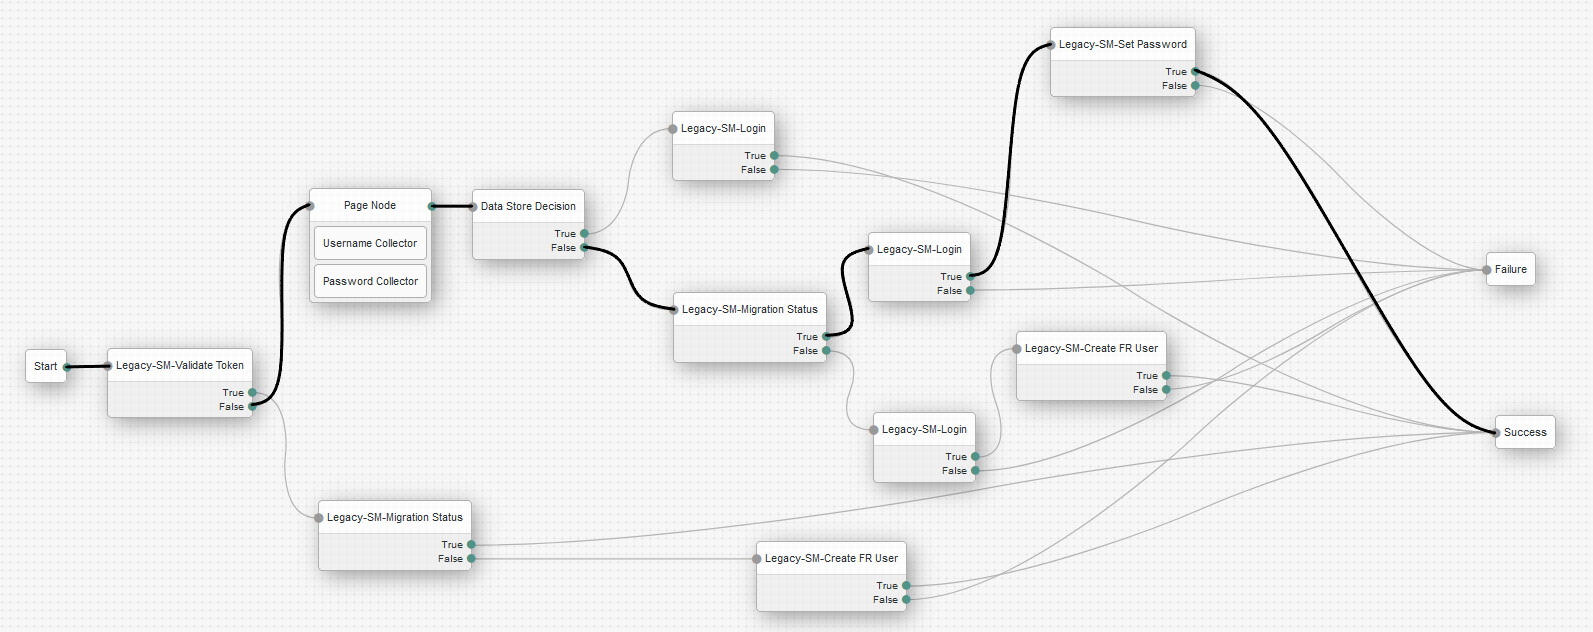 Legacy-SM-Set Password
True
False
Legacy-SM-Login
True
False
Page Node
Username Collector
Password Collector
Data Store Decision
True
False
Legacy-SM-Login
True
False
Failure
Legacy-SM-Migration Status
True
False
Start
Legacy-SM-Validate Token
True
False
Legacy-SM-Create FR User
True
False
Legacy-SM-Login
True
False
Success
Legacy-SM-Migration Status
True
False
Legacy-SM-Create FR User
True
False